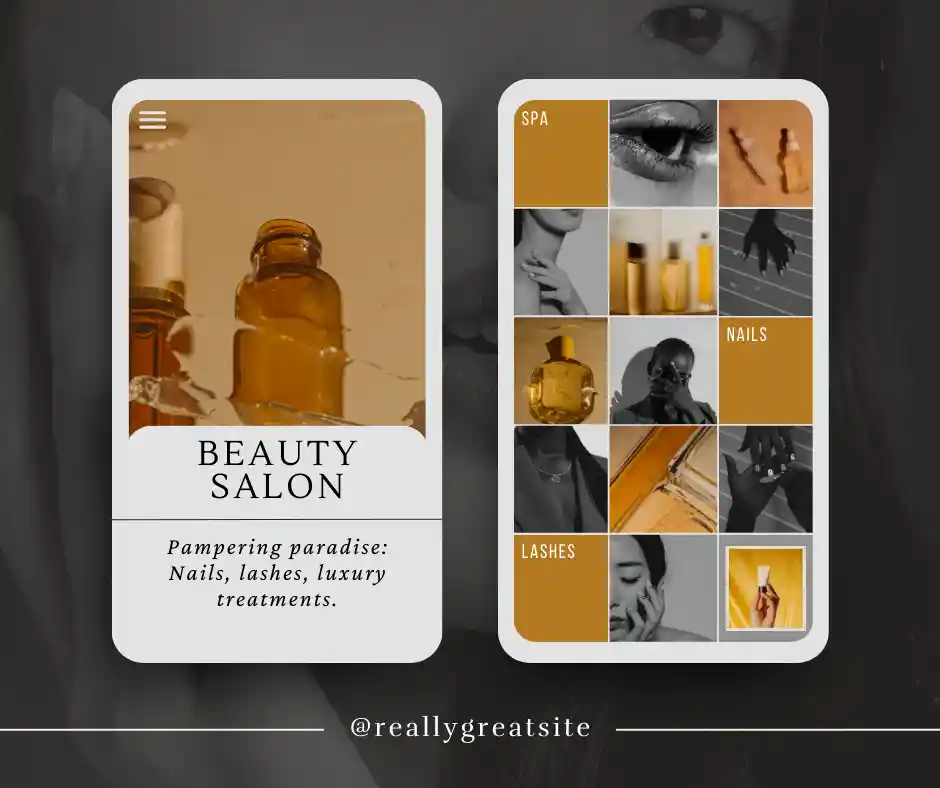 BEAUTY
SALON
Pampering paradise:
Nails, lashes, luxury
treatments.
SPA
NAILS
LASHES
@reallygreatsite